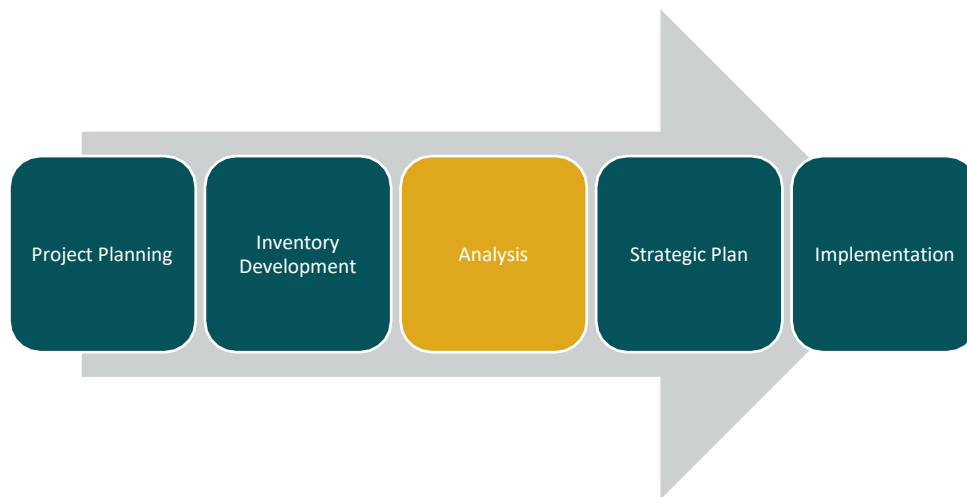 Project Planning
Inventory
Development
Analysis
Strategic Plan
Implementation